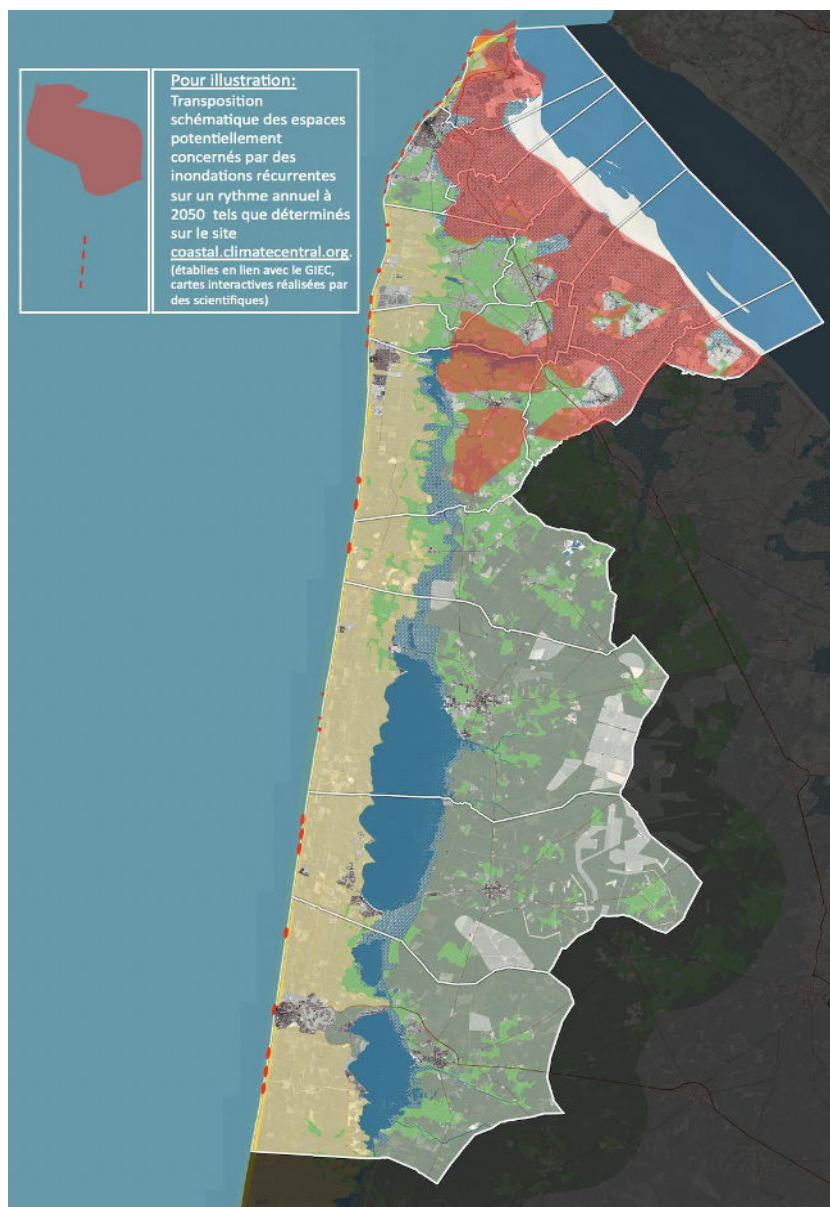 Pour illustration:
Transposition
schématique des espaces
potentiellement
concernés par des
inondations récurrentes
sur un rythme annuel à
2050 tels que déterminés
sur le site
coastal.climatecentral.org.
(établies en lien avec le GIEC,
cartes interactives réalisées par
des scientifiques)